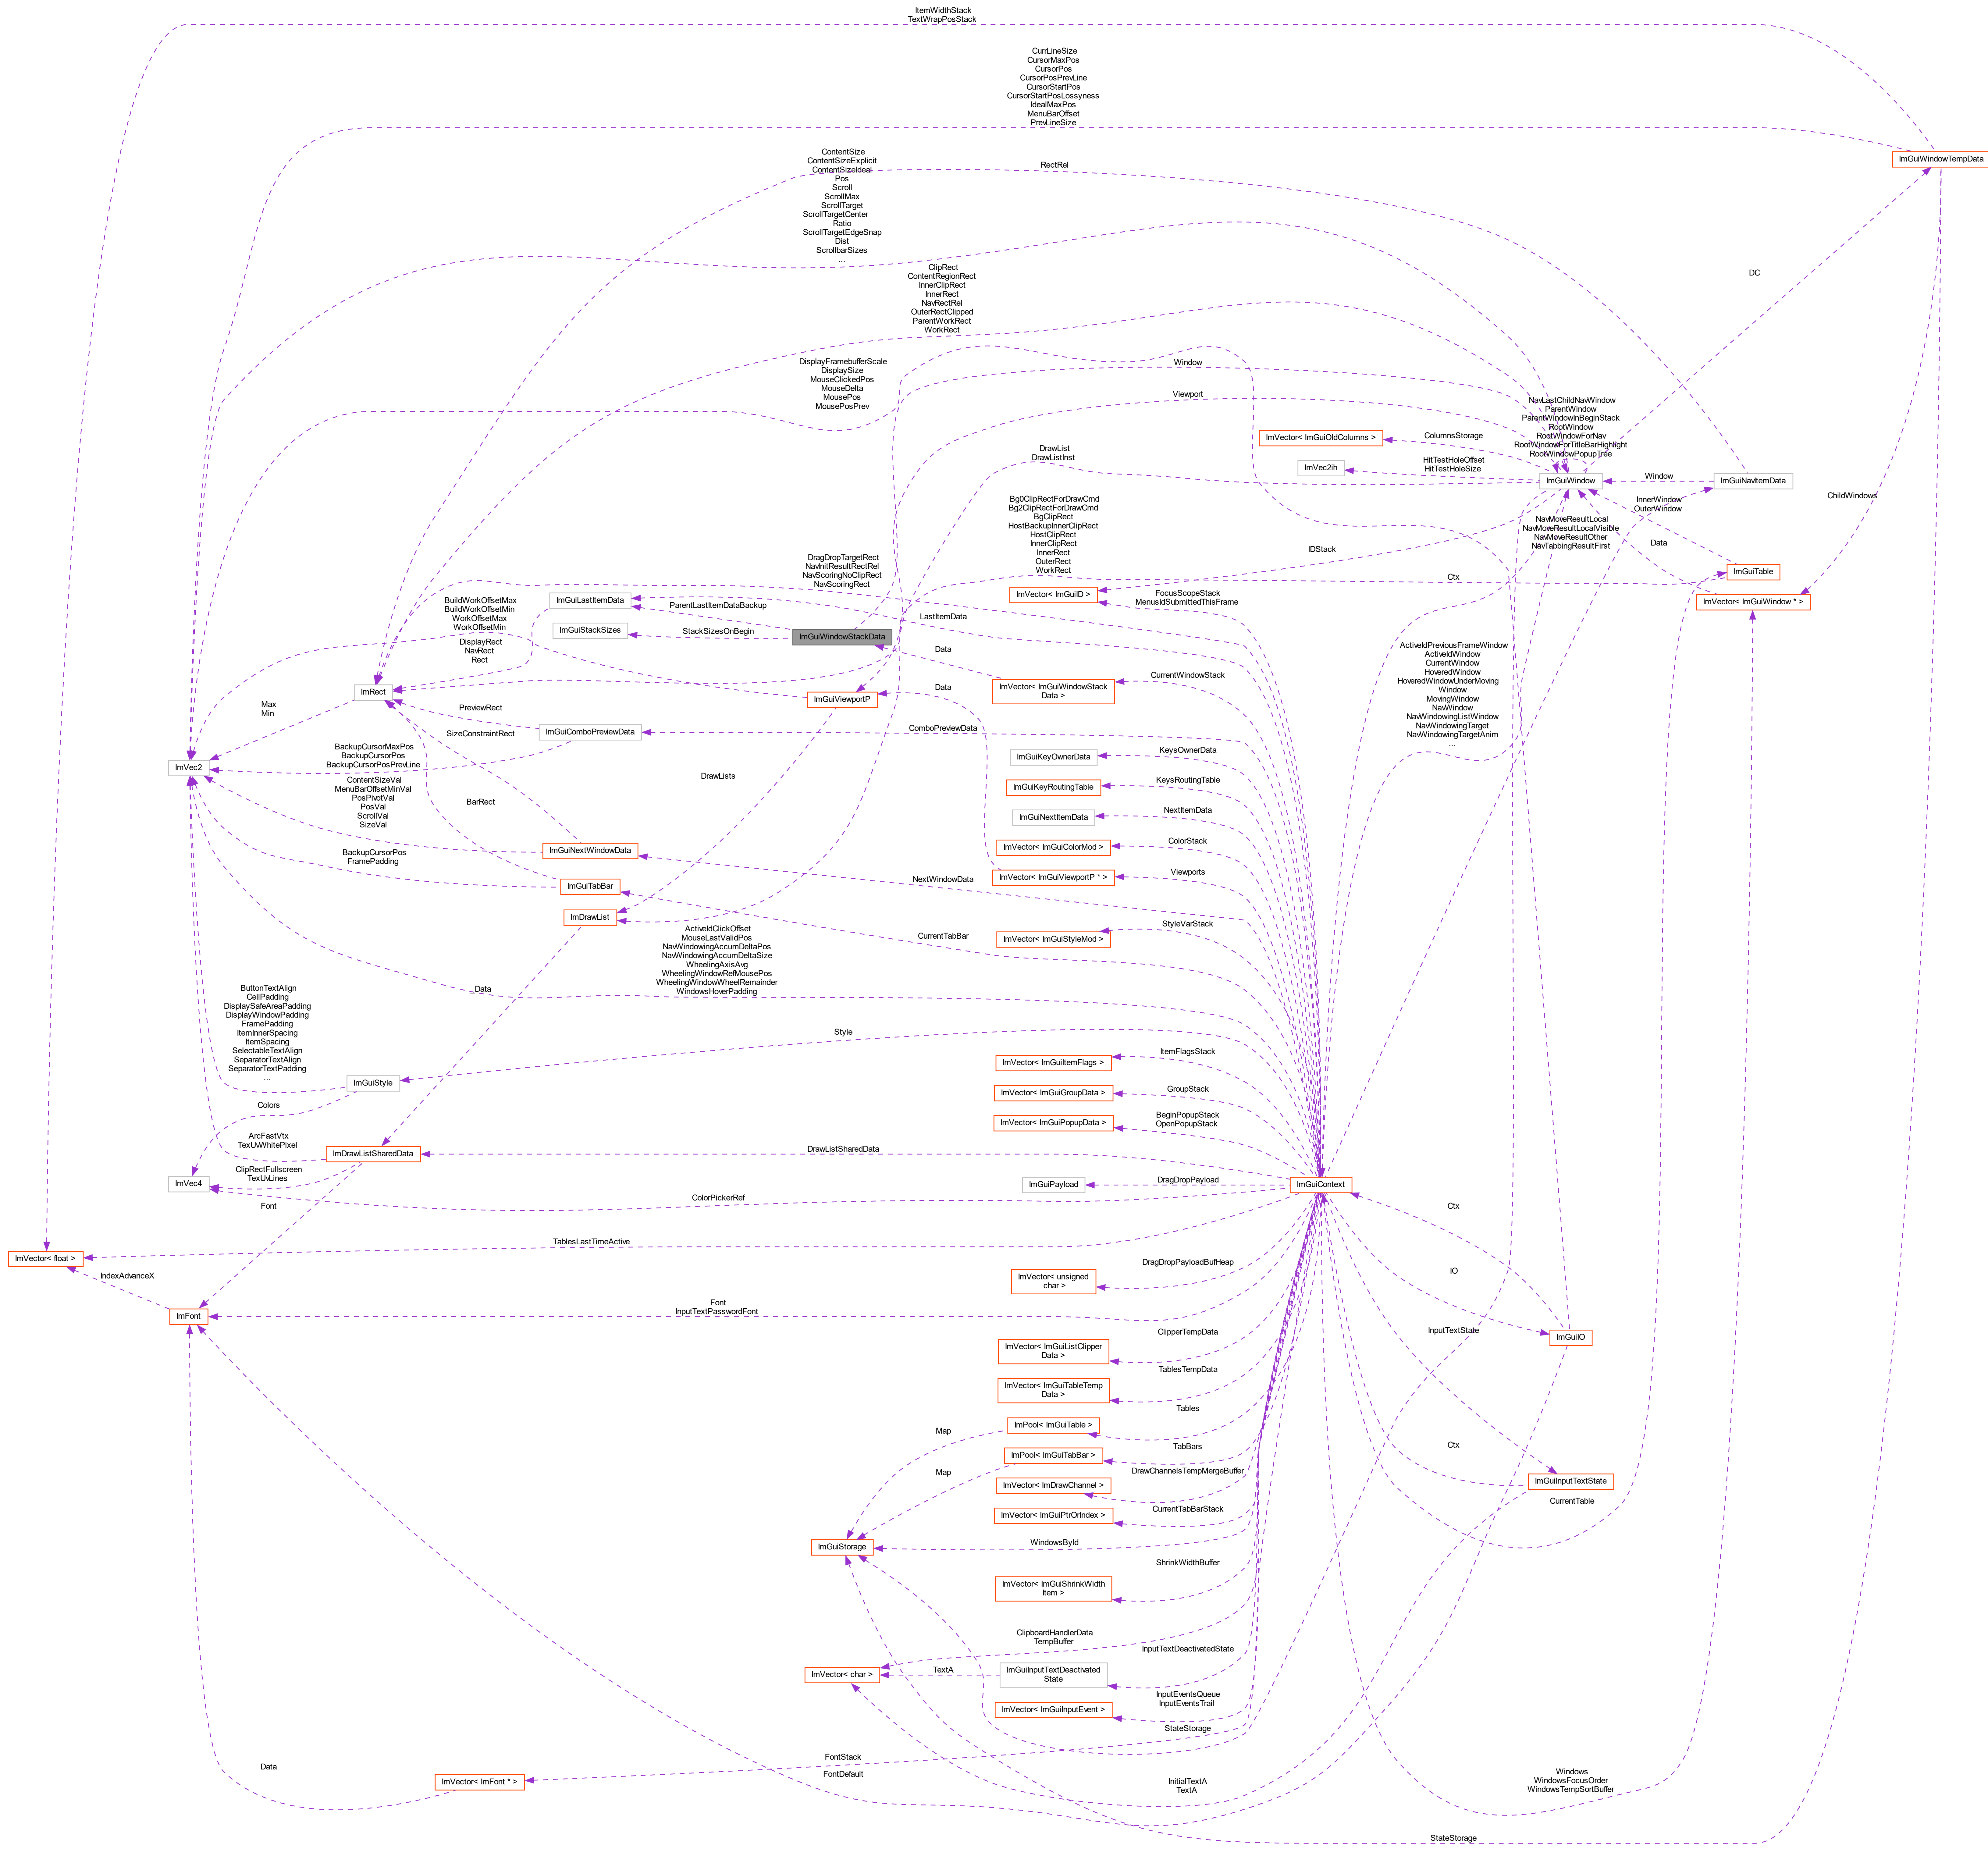 ItemWidthStack
TextWrapPosStack
CurrLineSize
CursorMaxPos
CursorPos
CursorPosPrevLine
CursorStartPos
CursorStartPosLossyness
IdealMaxPos
MenuBarOffset
PrevLineSize
ImGuiWindowTempData
ContentSize
ContentSizeExplicit
ContentSizeIdeal
Pos
Scroll
ScrollMax
ScrollTarget
ScrollTargetCenter
Ratio
ScrollTargetEdgeSnap
Dist
ScrollbarSizes
...
RectRel
DC
ClipRect
ContentRegionRect
InnerClipRect
InnerRect
NavRectRel
OuterRectClipped
ParentWorkRect
WorkRect
DisplayFramebufferScale
DisplaySize
MouseClickedPos
MouseDelta
MousePos
MousePosPrev
Window
Viewport
NavLastChildNavWindow
ParentWindow
ParentWindowInBeginStack
RootWindow
RootWindowForNav
RootWindowForTitleBarHighlight
RootWindowPopupTree
ImVector< ImGuiOldColumns >
ColumnsStorage
DrawList
DrawListInst
ImVec2ih
HitTestHoleOffset
HitTestHoleSize
ImGuiWindow
Window
ImGuiNavItemData
ChildWindows
Bg0ClipRectForDrawCmd
Bg2ClipRectForDrawCmd
BgClipRect
HostBackupInnerClipRect
HostClipRect
InnerClipRect
InnerRect
OuterRect
WorkRect
InnerWindow
OuterWindow
NavMoveResultLocal
NavMoveResultLocalVisible
NavMoveResultOther
NavTabbingResultFirst
IDStack
Data
DragDropTargetRect
NavInitResultRectRel
NavScoringNoClipRect
NavScoringRect
Ctx
ImGuiTable
ImVector< ImGuiWindow * >
BuildWorkOffsetMax
BuildWorkOffsetMin
WorkOffsetMax
WorkOffsetMin
ImGuiLastItemData
ParentLastItemDataBackup
ImVector< ImGuiID >
FocusScopeStack
MenusIdSubmittedThisFrame
LastItemData
ImGuiStackSizes
StackSizesOnBegin
ImGuiWindowStackData
DisplayRect
NavRect
Rect
Data
ActiveIdPreviousFrameWindow
ActiveIdWindow
CurrentWindow
HoveredWindow
HoveredWindowUnderMoving
Window
MovingWindow
NavWindow
NavWindowingListWindow
NavWindowingTarget
NavWindowingTargetAnim
...
ImRect
ImGuiViewportP
Data
ImVector< ImGuiWindowStack
Data >
CurrentWindowStack
Max
Min
PreviewRect
SizeConstraintRect
ImGuiComboPreviewData
ComboPreviewData
BackupCursorMaxPos
BackupCursorPos
BackupCursorPosPrevLine
ImVec2
ImGuiKeyOwnerData
KeysOwnerData
DrawLists
ImGuiKeyRoutingTable
KeysRoutingTable
ContentSizeVal
MenuBarOffsetMinVal
PosPivotVal
PosVal
ScrollVal
SizeVal
BarRect
ImGuiNextItemData
NextItemData
ImVector< ImGuiColorMod >
ColorStack
BackupCursorPos
FramePadding
ImGuiNextWindowData
NextWindowData
ImVector< ImGuiViewportP * >
Viewports
ImGuiTabBar
ImDrawList
CurrentTabBar
ImVector< ImGuiStyleMod >
StyleVarStack
ActiveIdClickOffset
MouseLastValidPos
NavWindowingAccumDeltaPos
NavWindowingAccumDeltaSize
WheelingAxisAvg
WheelingWindowRefMousePos
WheelingWindowWheelRemainder
WindowsHoverPadding
Data
ButtonTextAlign
CellPadding
DisplaySafeAreaPadding
DisplayWindowPadding
FramePadding
ItemInnerSpacing
ItemSpacing
SelectableTextAlign
SeparatorTextAlign
SeparatorTextPadding
...
Style
ImGuiStyle
ImVector< ImGuiItemFlags >
ItemFlagsStack
ImVector< ImGuiGroupData >
GroupStack
Colors
ImVector< ImGuiPopupData >
BeginPopupStack
OpenPopupStack
ArcFastVtx
TexUvWhitePixel
ImDrawListSharedData
DrawListSharedData
ClipRectFullscreen
TexUvLines
ImVec4
ImGuiPayload
DragDropPayload
ImGuiContext
ColorPickerRef
Font
Ctx
TablesLastTimeActive
ImVector< float >
IndexAdvanceX
ImVector< unsigned
char >
DragDropPayloadBufHeap
IO
ImFont
Font
InputTextPasswordFont
ImVector< ImGuiListClipper
Data >
ClipperTempData
InputTextState
ImGuiIO
ImVector< ImGuiTableTemp
Data >
TablesTempData
ImPool< ImGuiTable >
Tables
Map
ImPool< ImGuiTabBar >
TabBars
Ctx
Map
ImVector< ImDrawChannel >
DrawChannelsTempMergeBuffer
ImGuiInputTextState
CurrentTable
ImVector< ImGuiPtrOrIndex >
CurrentTabBarStack
ImGuiStorage
WindowsById
ImVector< ImGuiShrinkWidth
Item >
ShrinkWidthBuffer
ClipboardHandlerData
TempBuffer
InputTextDeactivatedState
ImVector< char >
TextA
ImGuiInputTextDeactivated
State
ImVector< ImGuiInputEvent >
InputEventsQueue
InputEventsTrail
StateStorage
FontStack
FontDefault
Data
ImVector< ImFont * >
InitialTextA
TextA
Windows
WindowsFocusOrder
WindowsTempSortBuffer
StateStorage